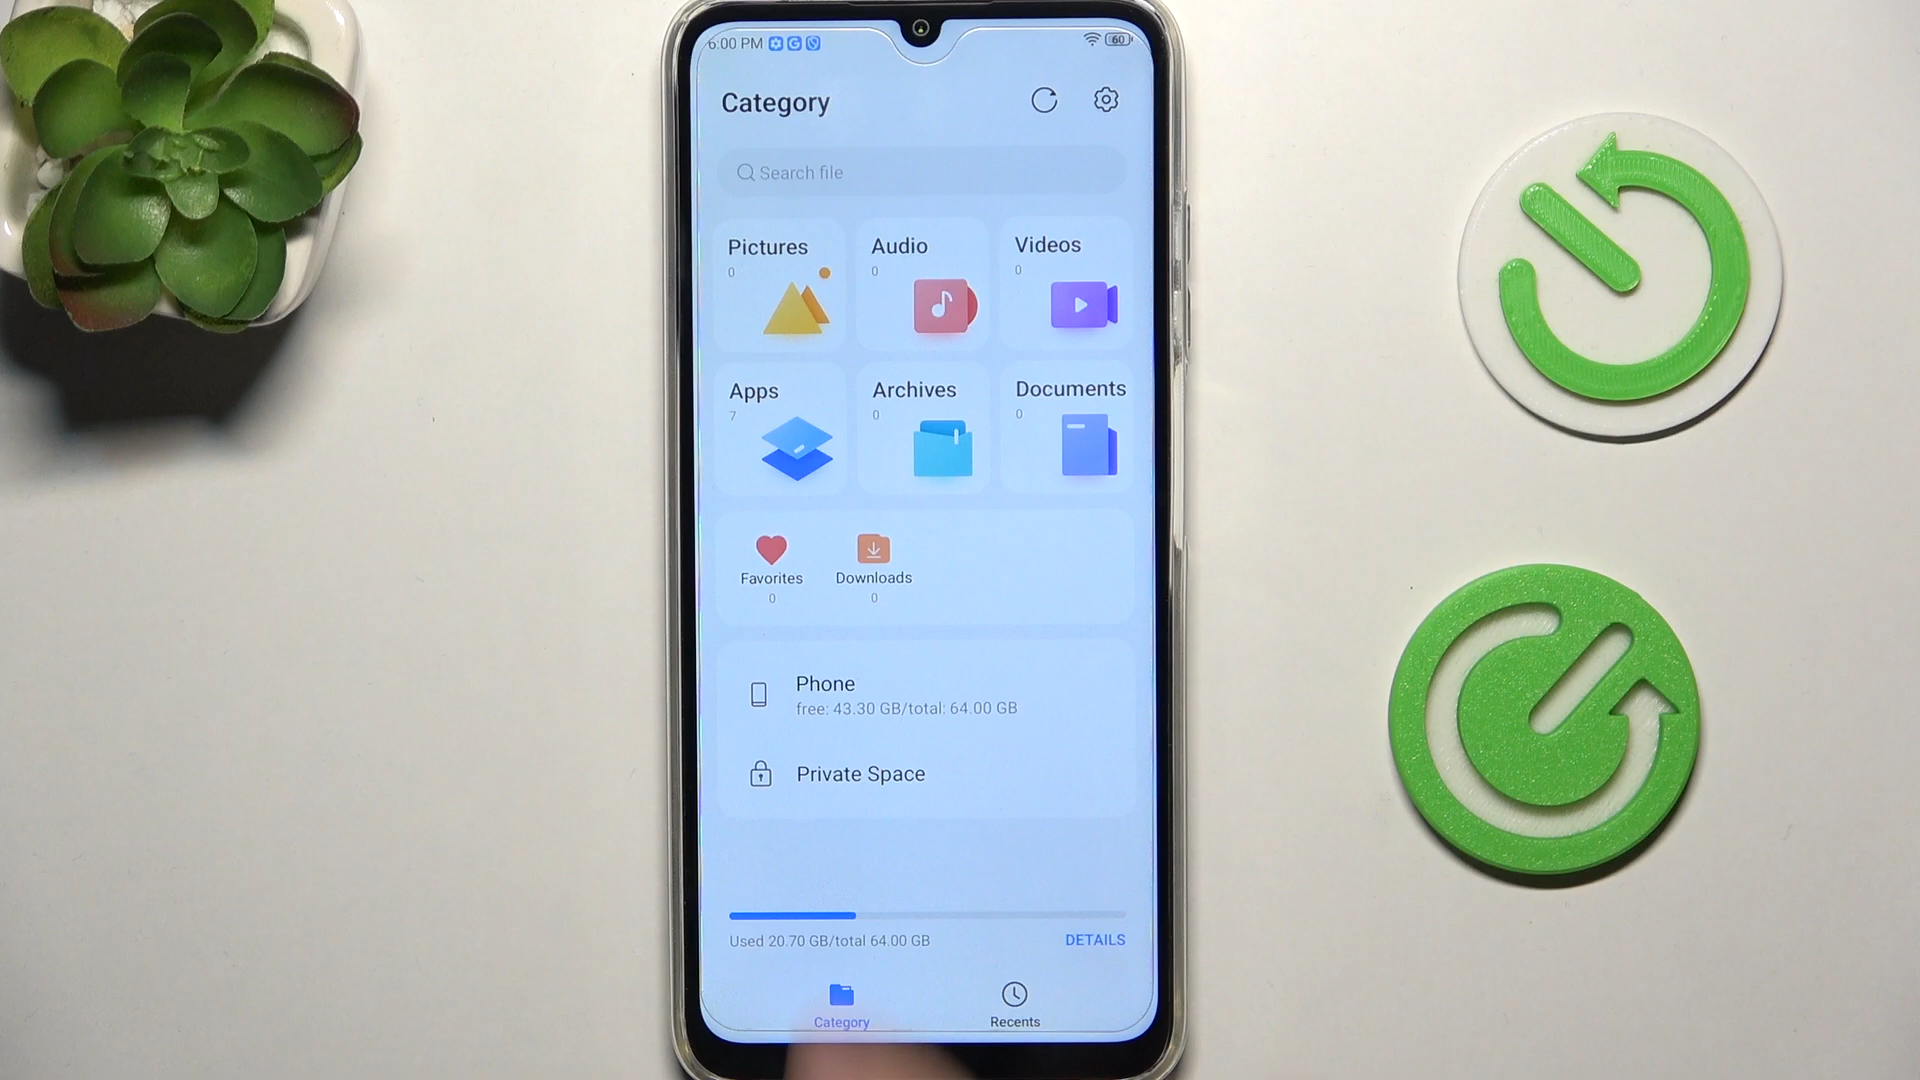 6:00 PM
60
Category
Search file
Pictures
0
Audio
0
Videos
0
Apps
7
Archives
0
Documents
0
Favorites
0
Downloads
0
Phone
free: 43.30 GB/total: 64.00 GB
Private Space
Used 20.70 GB/total 64.00 GB
DETAILS
Category
Recents